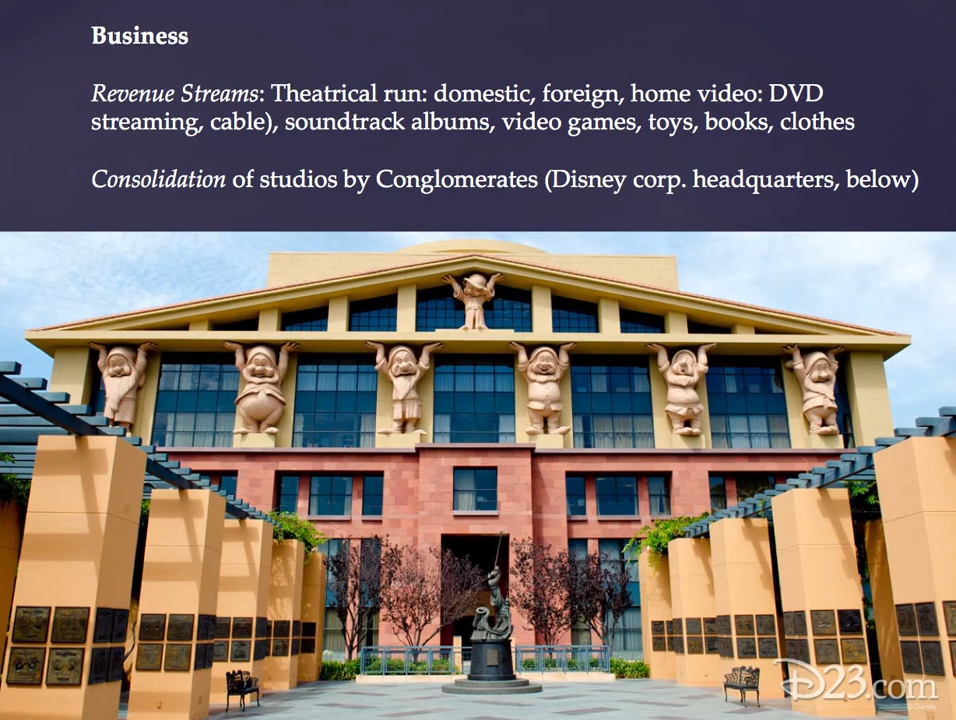 Business
Revenue Streams: Theatrical run: domestic, foreign, home video: DVD
streaming, cable), soundtrack albums, video games, toys, books, clothes
Consolidation of studios by Conglomerates (Disney corp. headquarters, below)
D23.com
©Disney